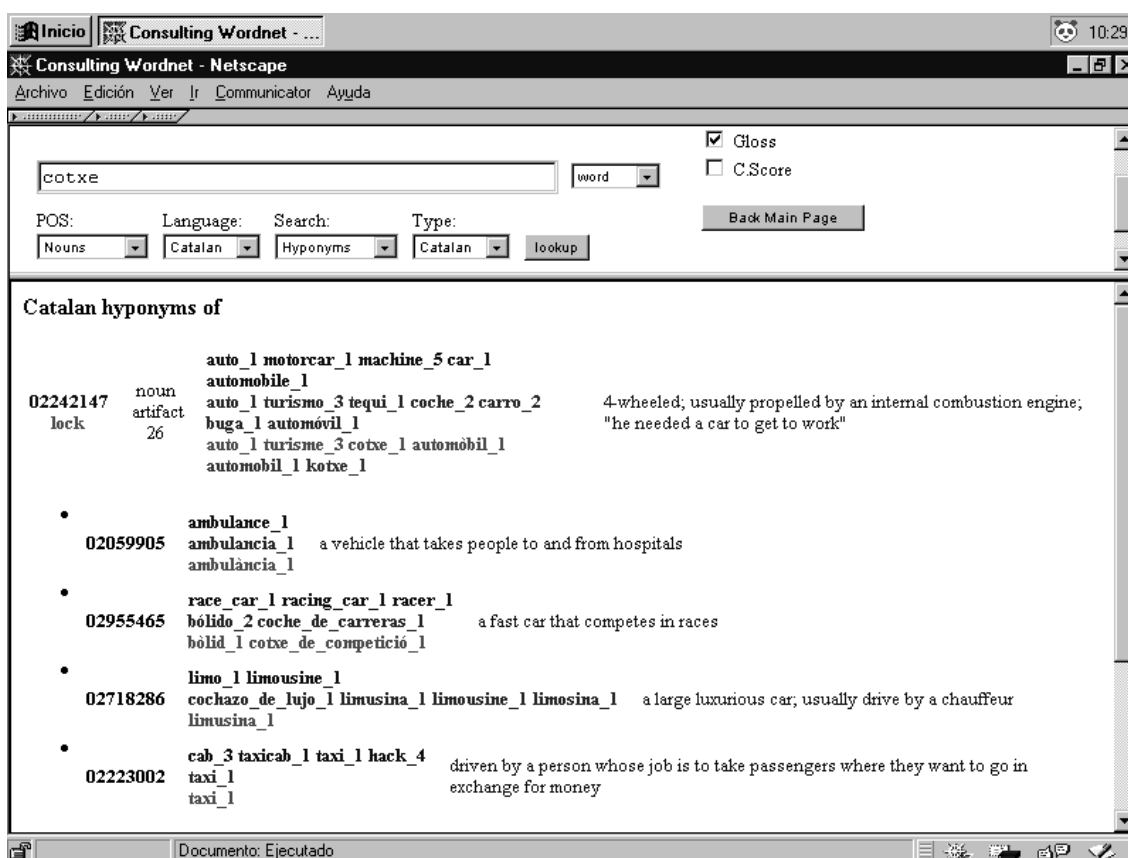 Inicio Consulting Wordnet - ... 10:29
Consulting Wordnet - Netscape
Archivo Edición Ver Ir Communicator Ayuda
Gloss
cotxe word C.Score
POS: Language: Search: Type: Back Main Page
Nouns Catalan Hyponyms Catalan lookup
Catalan hyponyms of
auto_1 motorcar_1 machine_5 car_1
automobile_1
02242147 noun auto_1 turismo_3 tequi_1 coche_2 carro_2 4-wheeled; usually propelled by an internal combustion engine;
lock artifact buga_1 automóvil_1 "he needed a car to get to work"
26 auto_1 turisme_3 cotxe_1 automòbil_1
automobil_1 kotxe_1
ambulance_1
02059905 ambulancia_1 a vehicle that takes people to and from hospitals
ambulància_1
race_car_1 racing_car_1 racer_1
02955465 bólido_2 coche_de_carreras_1 a fast car that competes in races
bòlid_1 cotxe_de_competició_1
limo_1 limousine_1
02718286 cochazo_de_lujo_1 limusina_1 limousine_1 limosina_1 a large luxurious car; usually drive by a chauffeur
limusina_1
cab_3 taxicab_1 taxi_1 hack_4
02223002 taxi_1 driven by a person whose job is to take passengers where they want to go in
taxi_1 exchange for money
Documento: Ejecutado